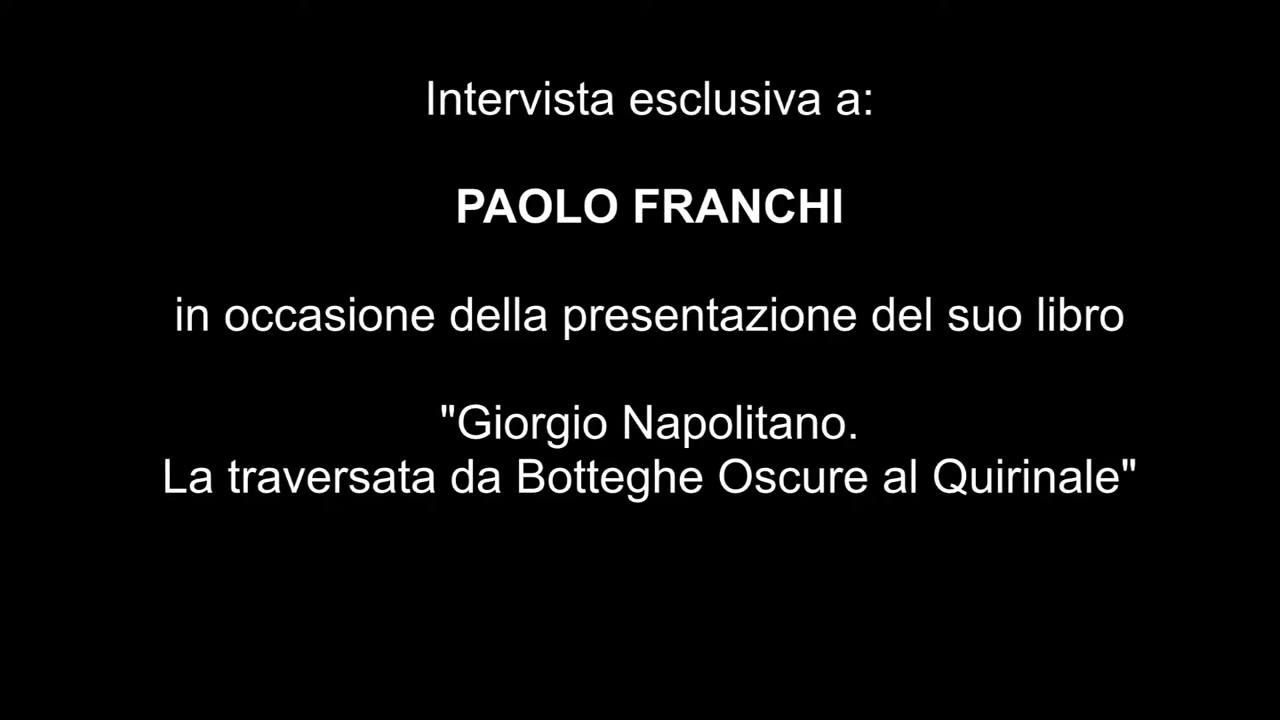 Intervista esclusiva a:
PAOLO FRANCHI
in occasione della presentazione del suo libro
"Giorgio Napolitano.
La traversata da Botteghe Oscure al Quirinale"